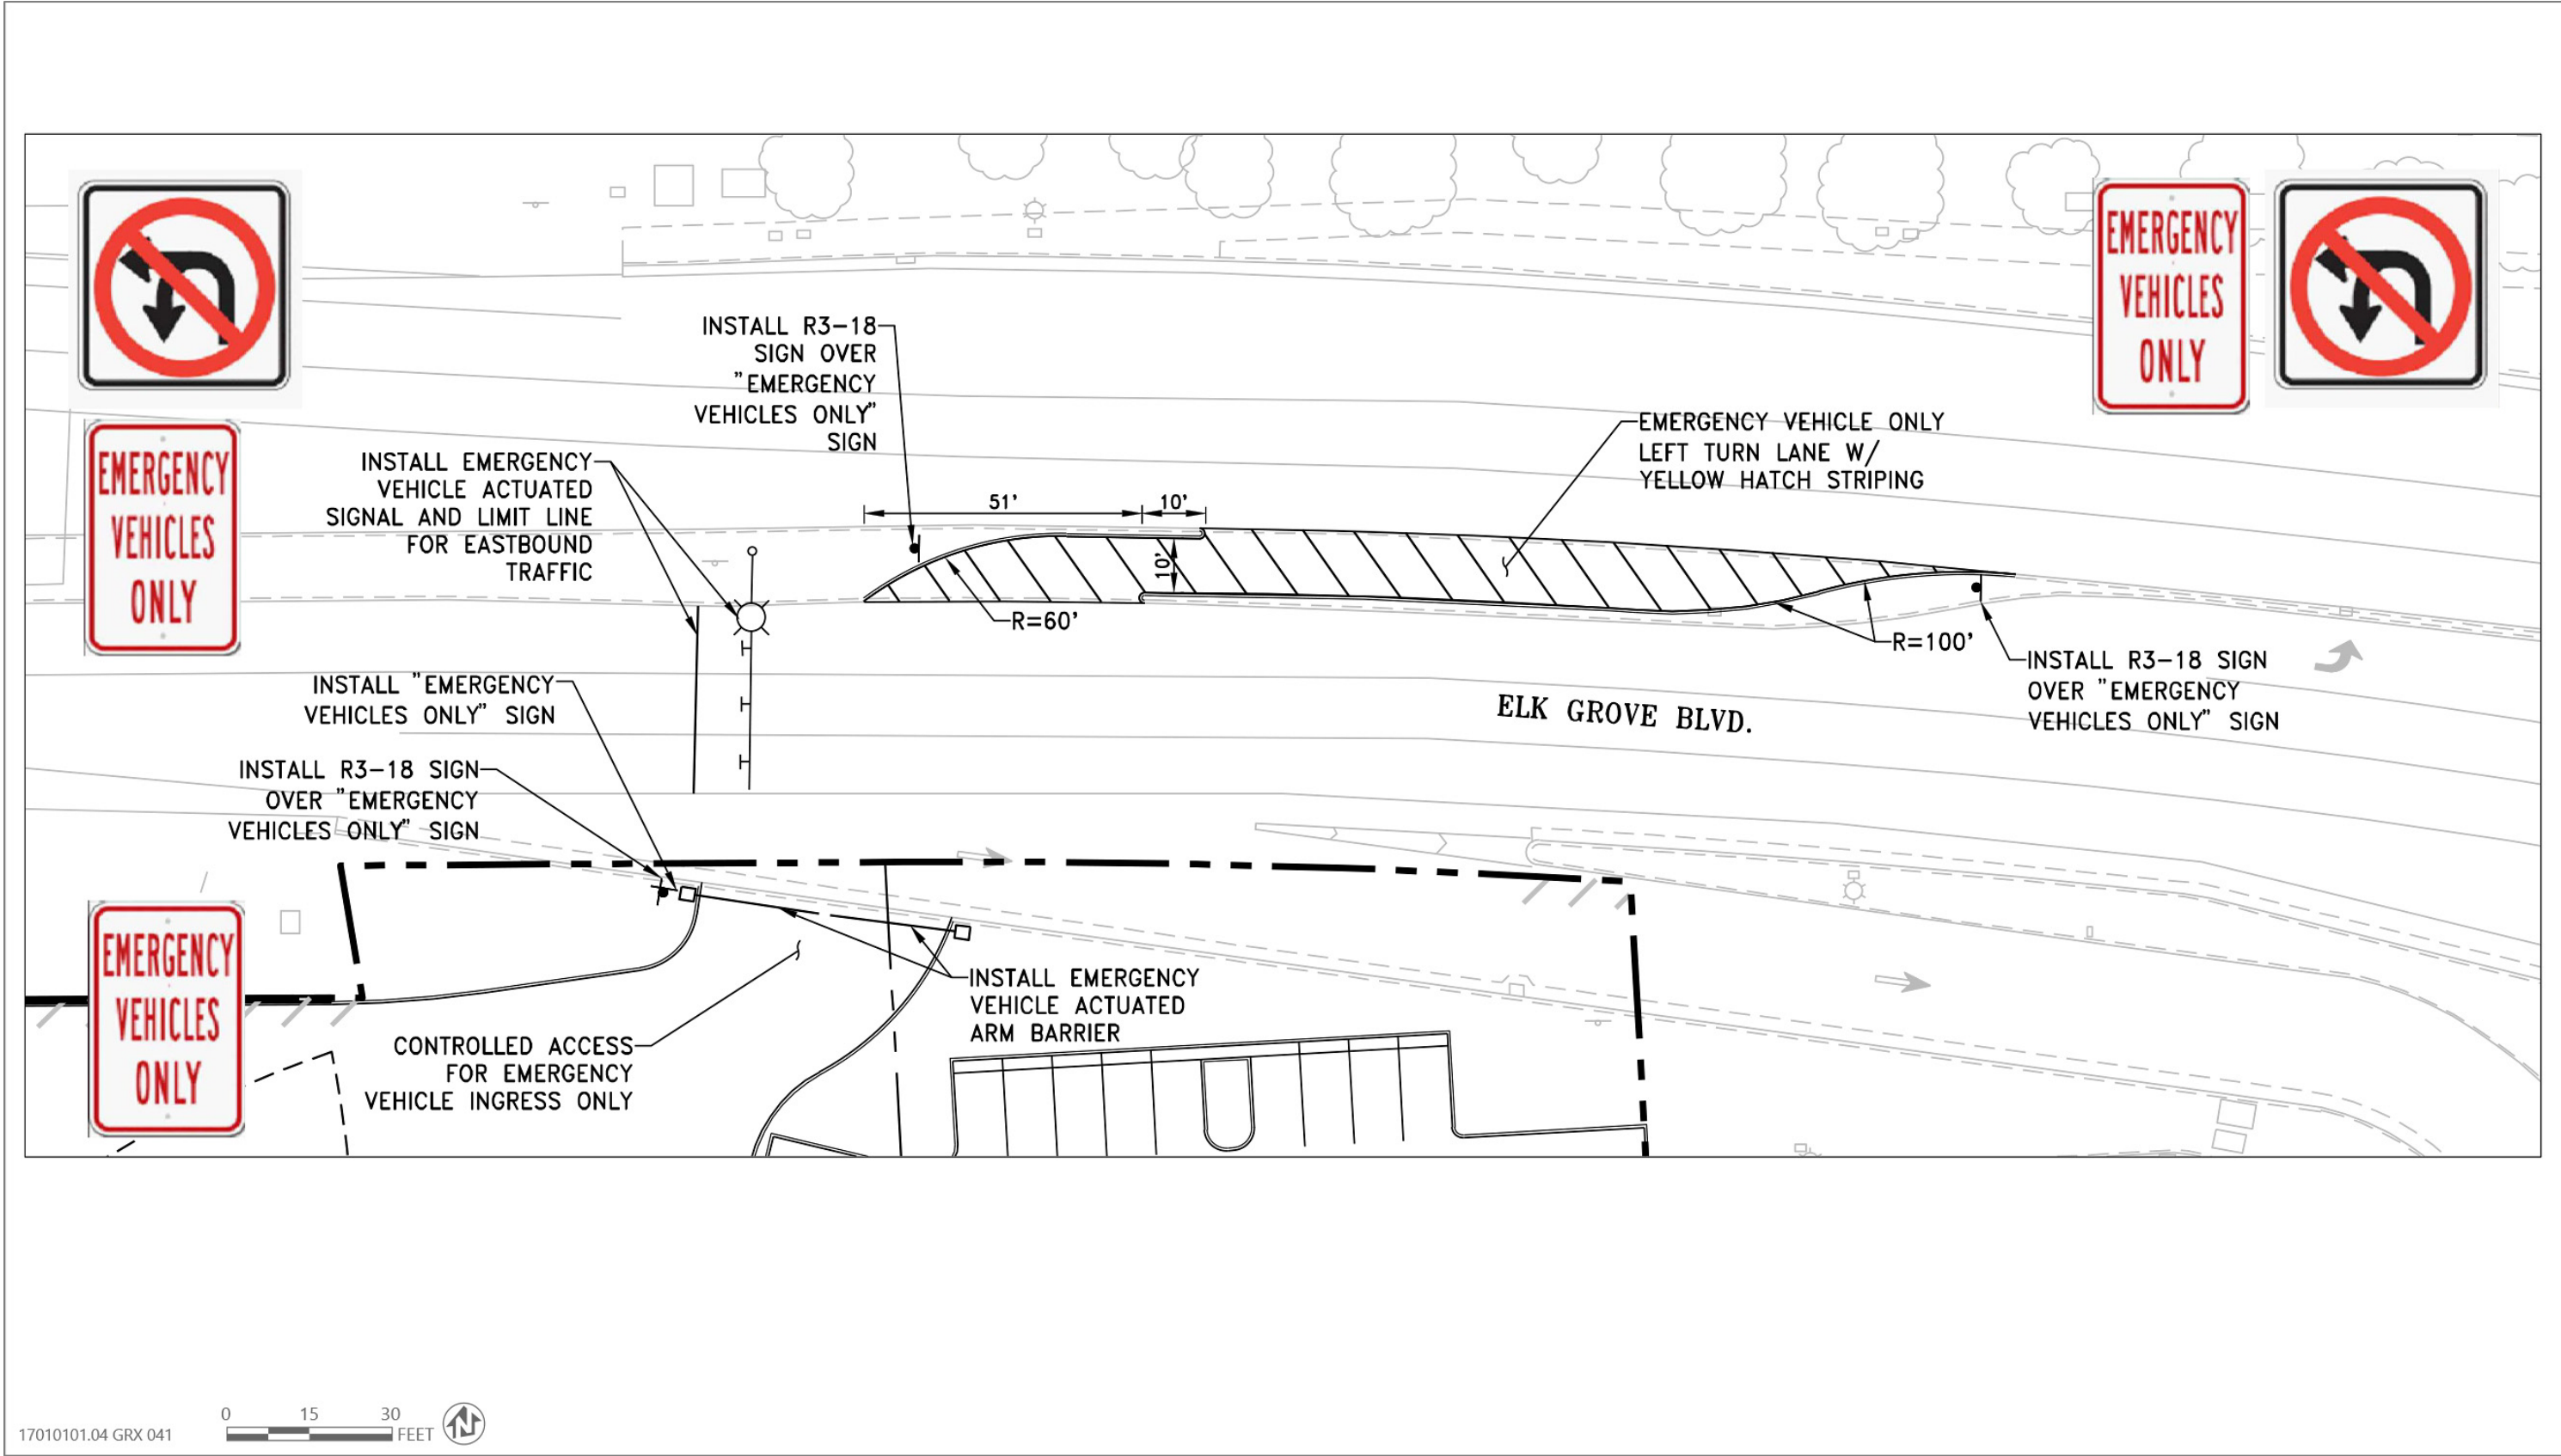 EMERGENCY
VEHICLES
ONLY
INSTALL R3-18
SIGN OVER
"EMERGENCY
VEHICLES ONLY"
SIGN
EMERGENCY VEHICLE ONLY
LEFT TURN LANE W/
YELLOW HATCH STRIPING
EMERGENCY
VEHICLES
ONLY
INSTALL EMERGENCY
VEHICLE ACTUATED
SIGNAL AND LIMIT LINE
FOR EASTBOUND
TRAFFIC
51'
10'
10'
R=60'
R=100'
INSTALL R3-18 SIGN
OVER "EMERGENCY
VEHICLES ONLY" SIGN
INSTALL "EMERGENCY
VEHICLES ONLY" SIGN
ELK GROVE BLVD.
INSTALL R3-18 SIGN
OVER "EMERGENCY
VEHICLES ONLY" SIGN
EMERGENCY
VEHICLES
ONLY
INSTALL EMERGENCY
VEHICLE ACTUATED
ARM BARRIER
CONTROLLED ACCESS
FOR EMERGENCY
VEHICLE INGRESS ONLY
17010101.04 GRX 041
0 15 30
FEET
N